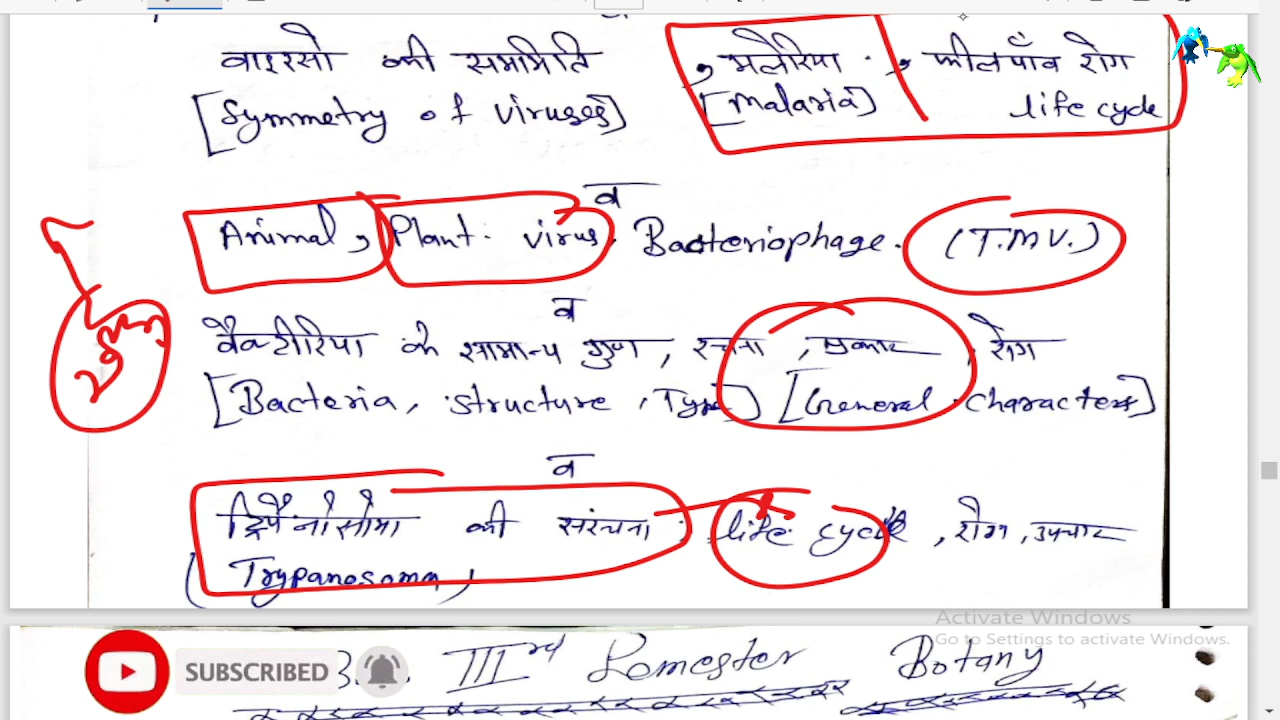 वाइरसो की सममिति , मलेरिया , फीलपाँव रोग
[Symmetry of viruses] [Malaria] life cycle
व
Animal, Plant virus, Bacteriophage. (T.M.V.)
व
बैक्टीरिया के सामान्य गुण, रचना, प्रकार, रोग
[Bacteria, structure, Type] [General characters]
व
ट्रिपैनोसोमा की संरचना, life cycle, रोग, उपचार
(Trypanosoma)
Activate Windows
Go to Settings to activate Windows.
SUBSCRIBED 3. IIIrd Semester Botany